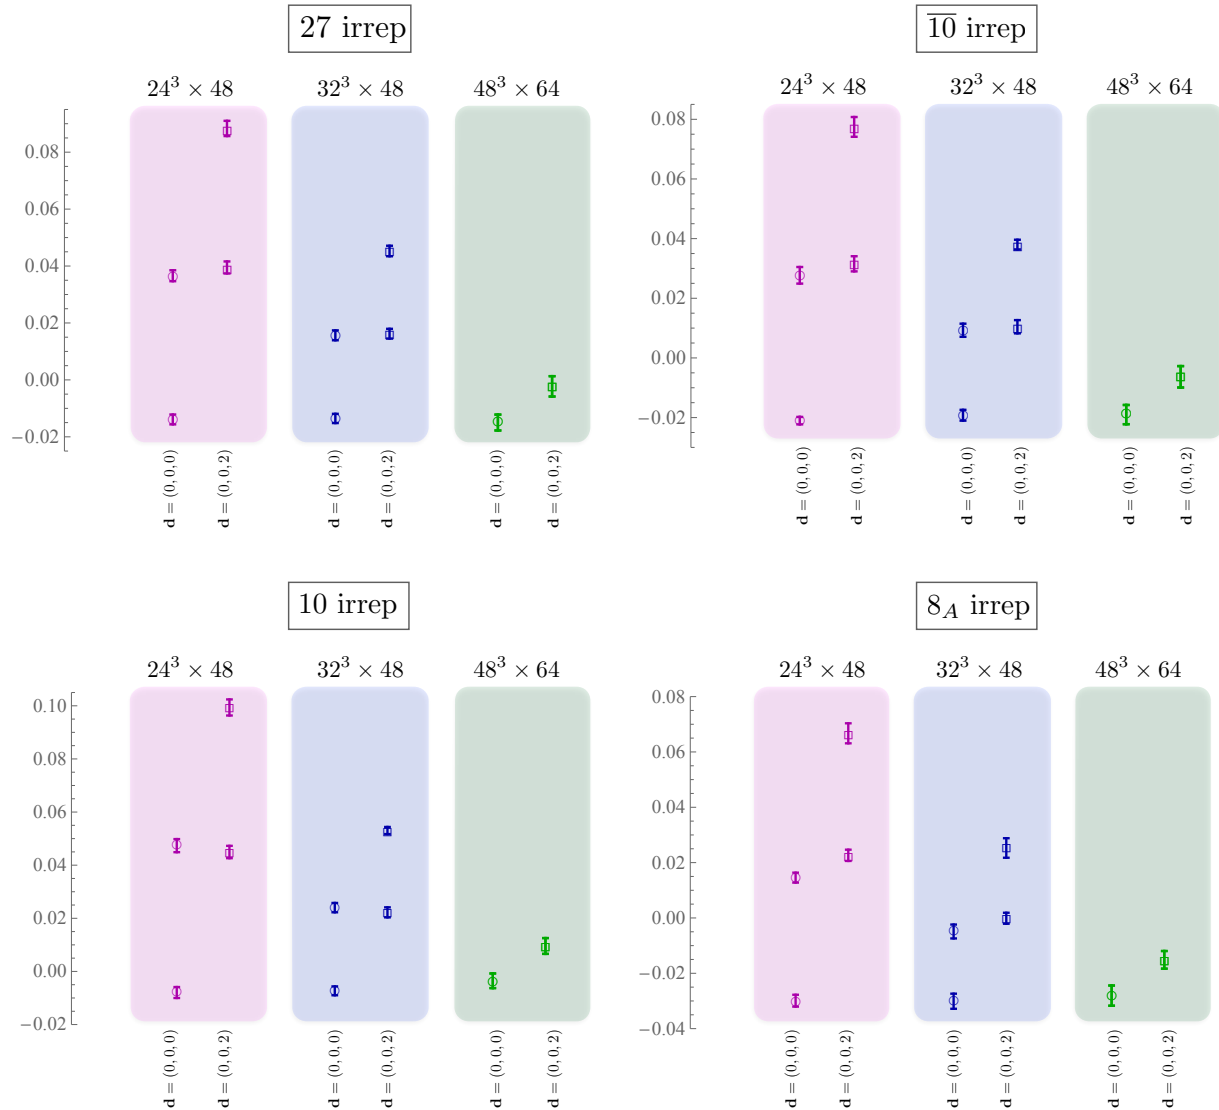 27 irrep
24³ × 48 32³ × 48 48³ × 64
0.08
0.06
0.04
0.02
0.00
−0.02
d = (0, 0, 0) d = (0, 0, 2) d = (0, 0, 0) d = (0, 0, 2) d = (0, 0, 0) d = (0, 0, 2)
1̅0̅ irrep
24³ × 48 32³ × 48 48³ × 64
0.08
0.06
0.04
0.02
0.00
−0.02
d = (0, 0, 0) d = (0, 0, 2) d = (0, 0, 0) d = (0, 0, 2) d = (0, 0, 0) d = (0, 0, 2)
10 irrep
24³ × 48 32³ × 48 48³ × 64
0.10
0.08
0.06
0.04
0.02
0.00
−0.02
d = (0, 0, 0) d = (0, 0, 2) d = (0, 0, 0) d = (0, 0, 2) d = (0, 0, 0) d = (0, 0, 2)
8_A irrep
24³ × 48 32³ × 48 48³ × 64
0.08
0.06
0.04
0.02
0.00
−0.02
−0.04
d = (0, 0, 0) d = (0, 0, 2) d = (0, 0, 0) d = (0, 0, 2) d = (0, 0, 0) d = (0, 0, 2)